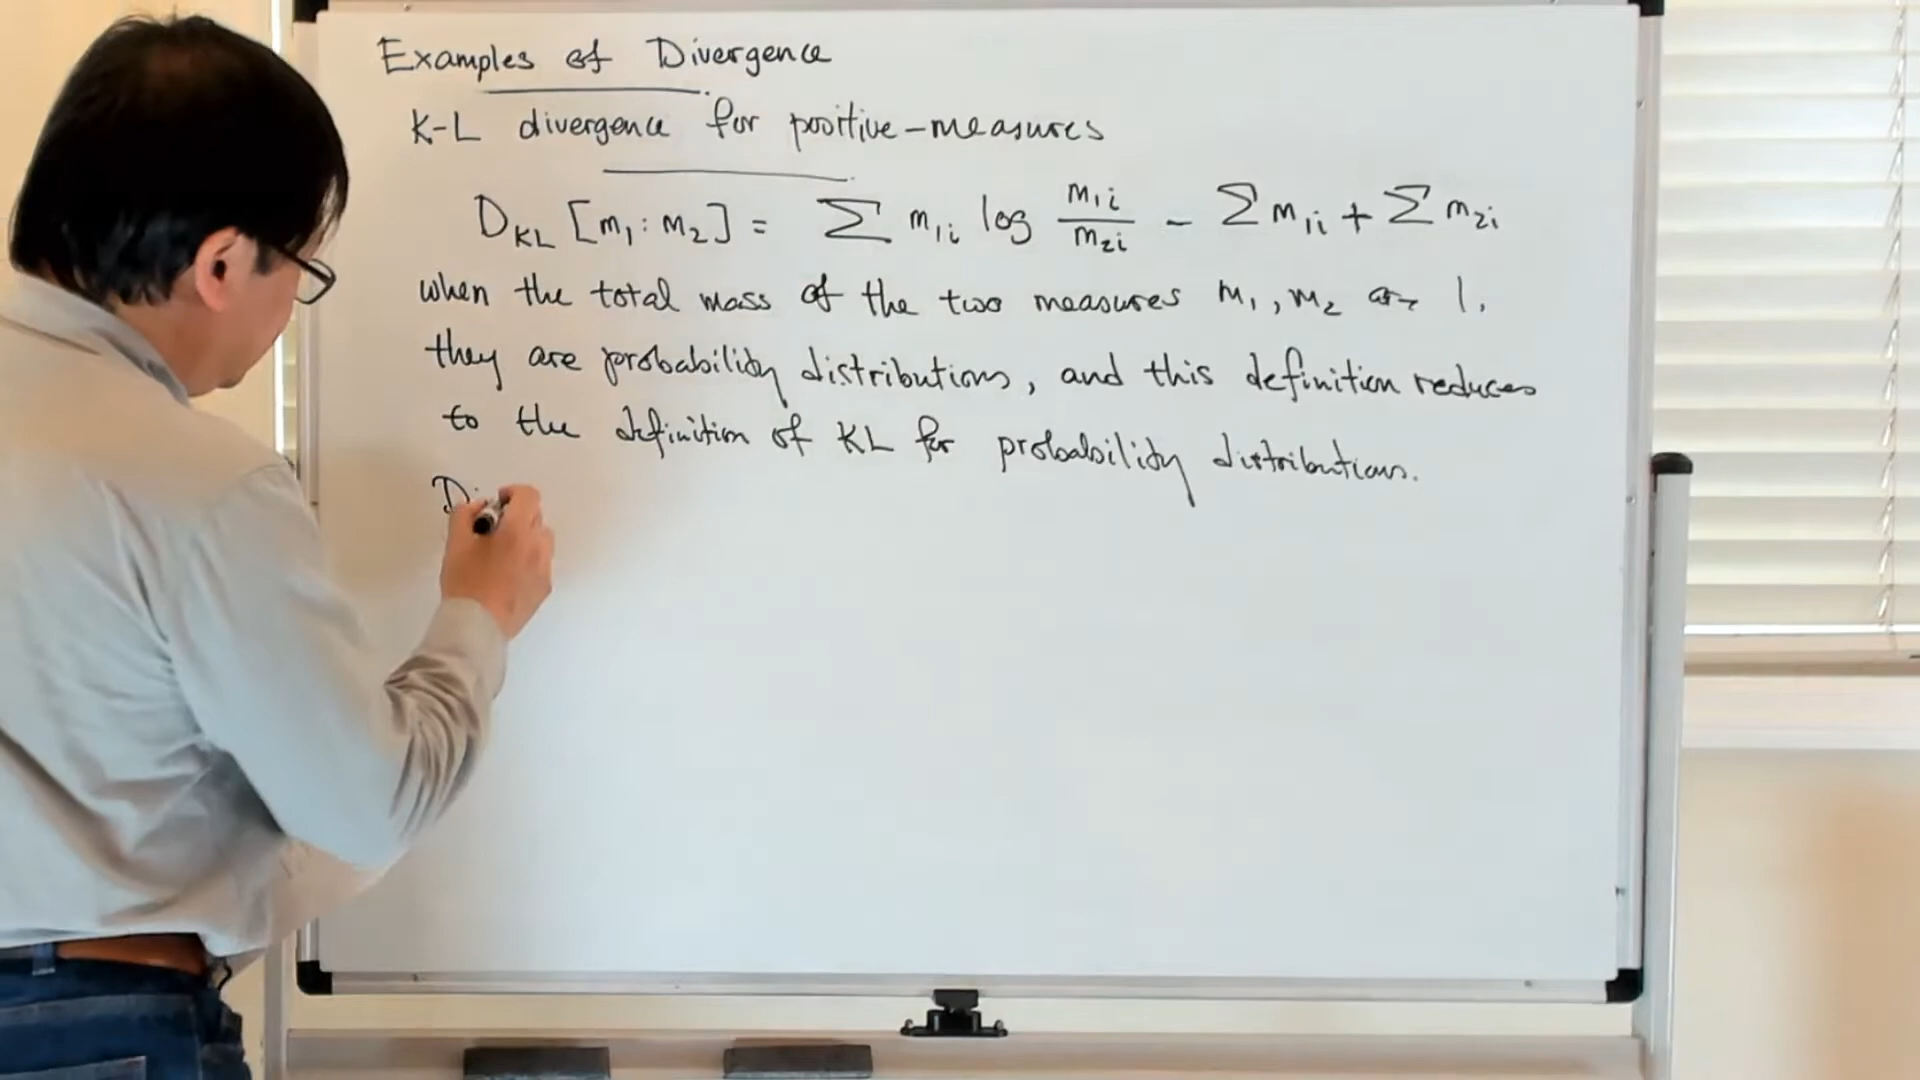 Examples of Divergence
K-L divergence for positive-measures
D_KL [m₁ : m₂] = ∑ m₁ᵢ log m₁ᵢ/m₂ᵢ - ∑ m₁ᵢ + ∑ m₂ᵢ
when the total mass of the two measures m₁, m₂ are 1,
they are probability distributions, and this definition reduces
to the definition of KL for probability distributions.
Di